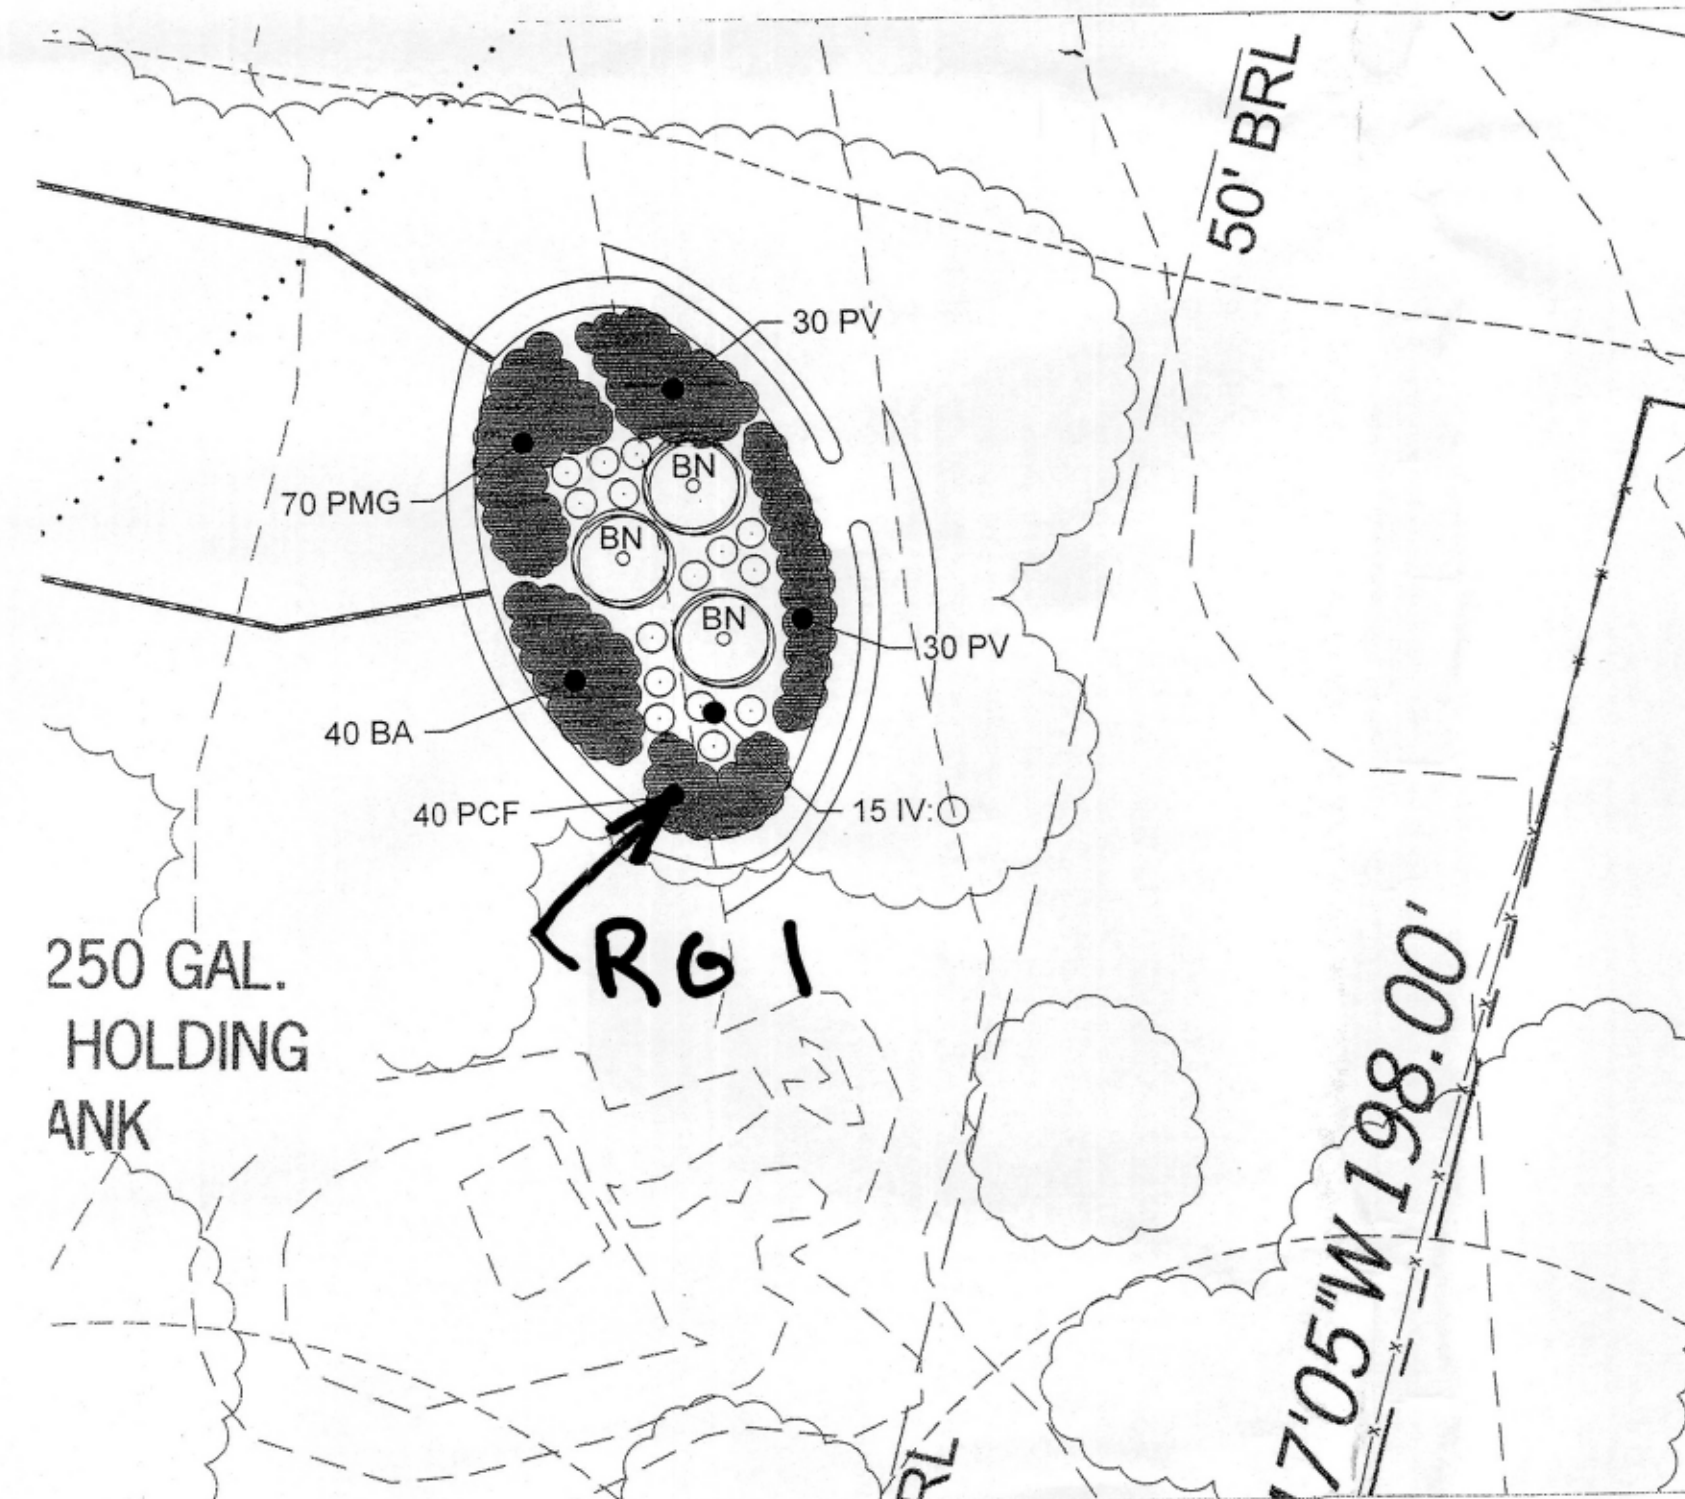 50' BRL
30 PV
BN
70 PMG
BN
BN
30 PV
40 BA
40 PCF
15 IV:
RG 1
250 GAL.
HOLDING
ANK
17'05"W 198.00'
RL